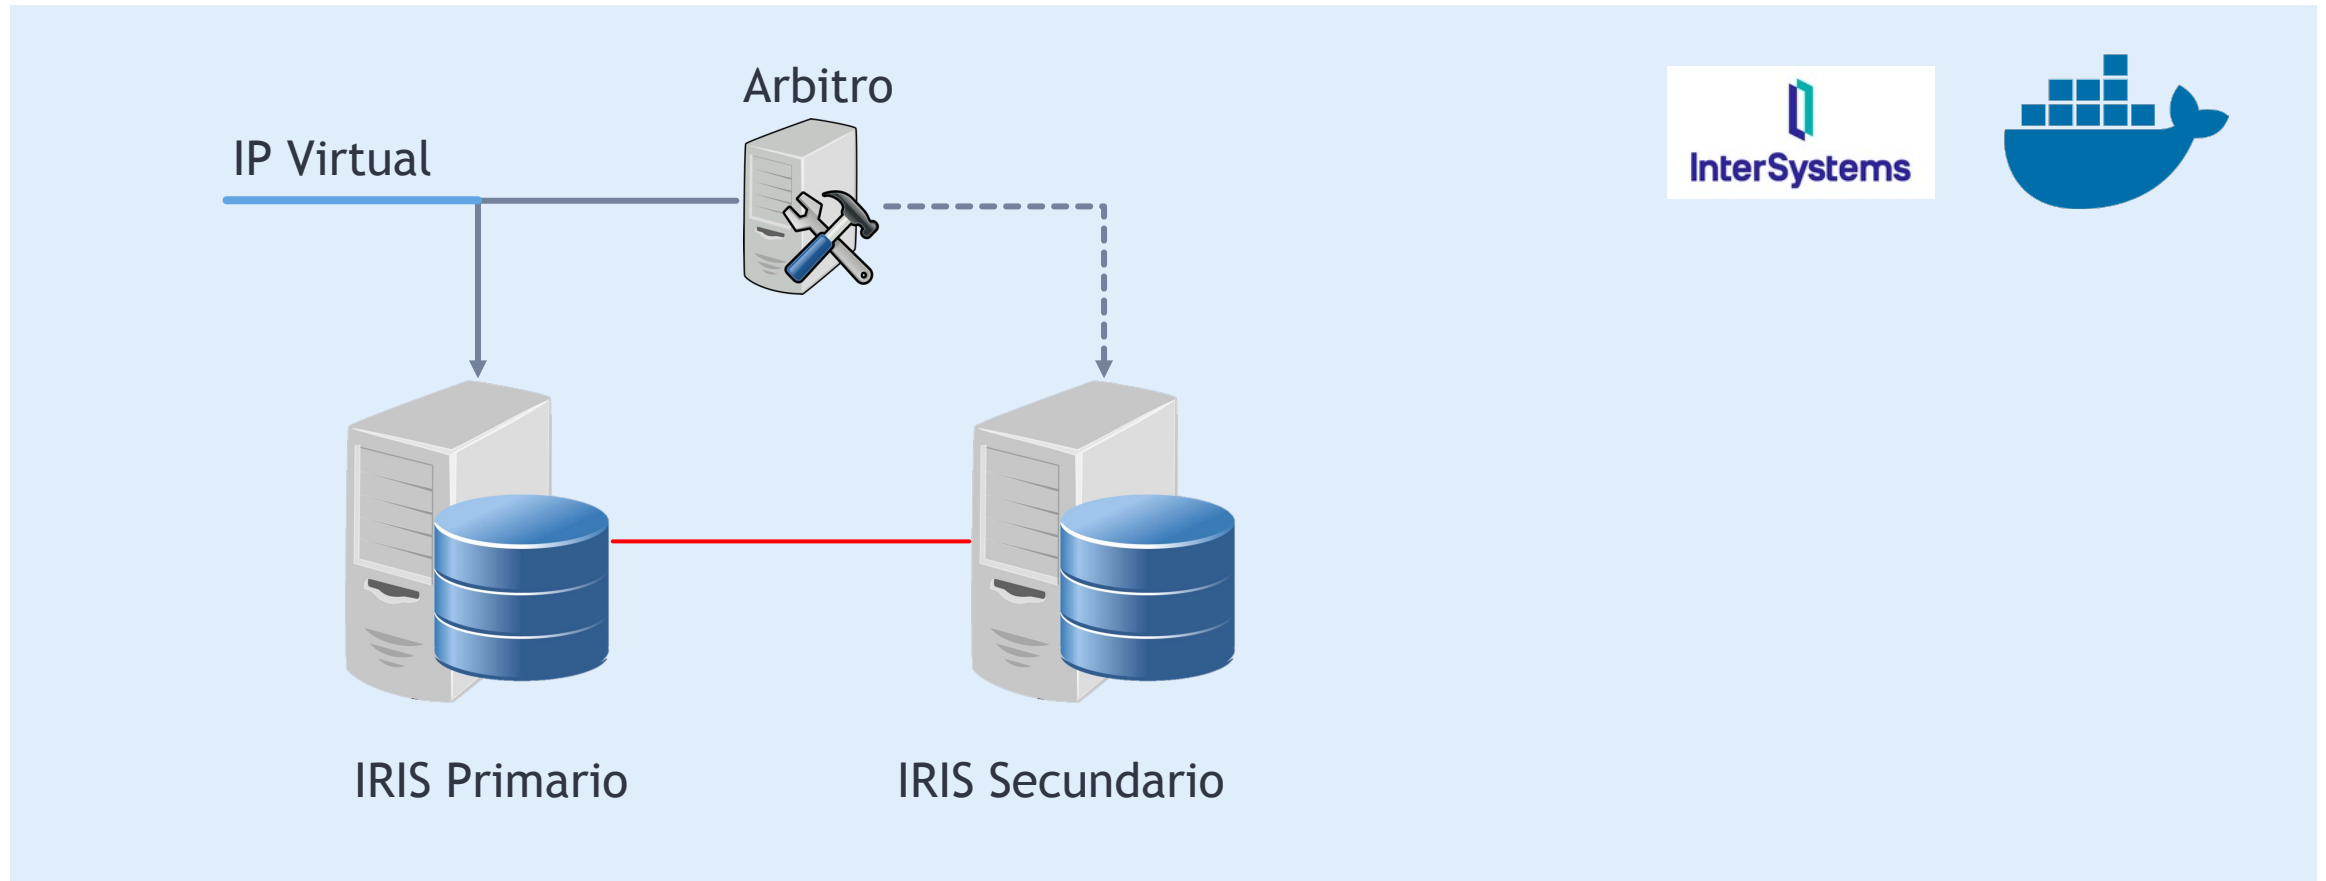 Arbitro
IP Virtual
InterSystems
IRIS Primario
IRIS Secundario